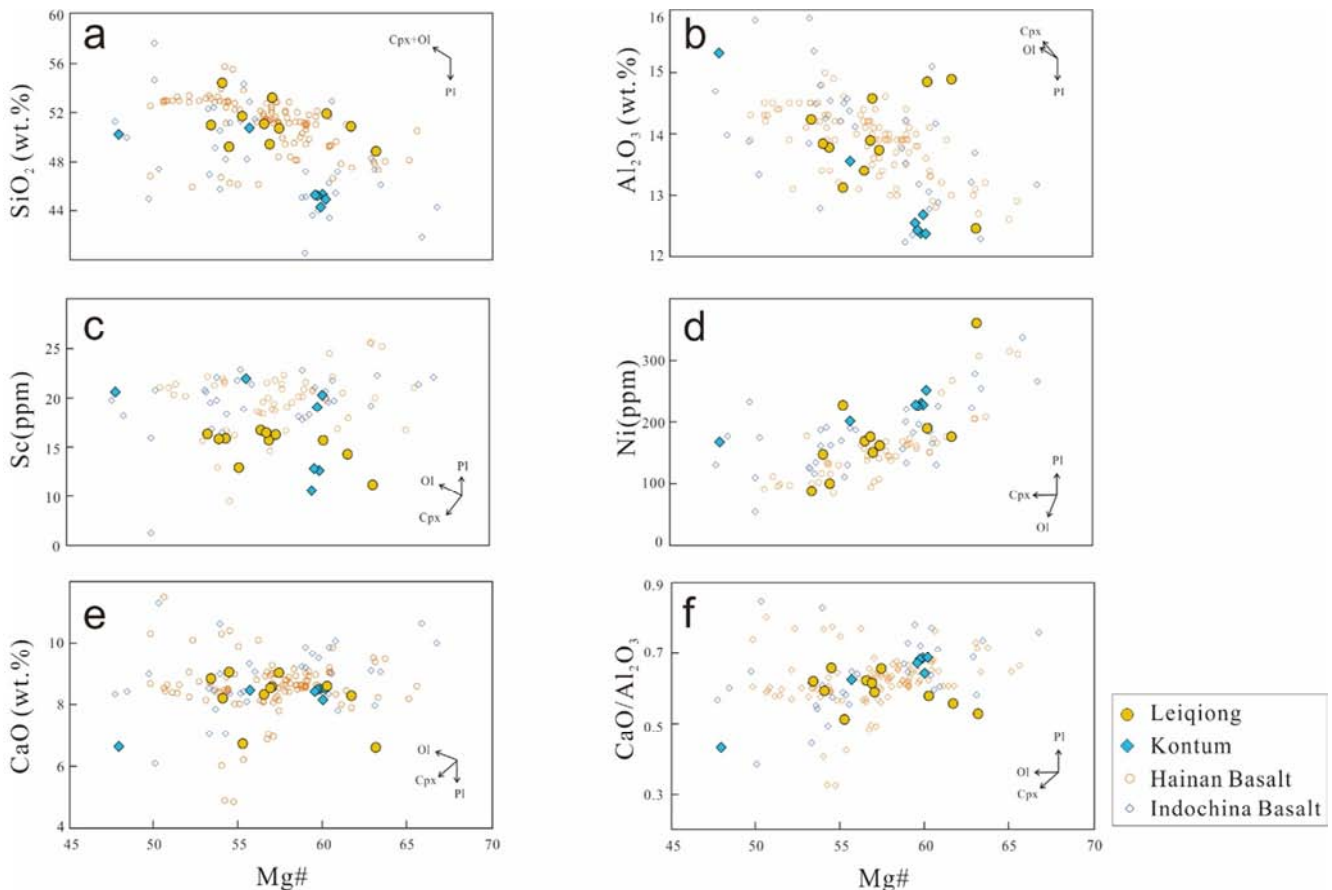 a
60
56
52
48
44
SiO2 (wt.%)
Cpx+Ol
Pl
b
16
15
14
13
12
Al2O3 (wt.%)
Cpx
Ol
Pl
c
25
20
15
10
0
Sc(ppm)
Pl
Ol
Cpx
d
300
200
100
0
Ni(ppm)
Pl
Cpx
Ol
e
10
8
6
4
CaO (wt.%)
Ol
Cpx
Pl
45 50 55 60 65 70
Mg#
f
0.9
0.7
0.5
0.3
CaO/Al2O3
Pl
Ol
Cpx
45 50 55 60 65 70
Mg#
Leiqiong
Kontum
Hainan Basalt
Indochina Basalt